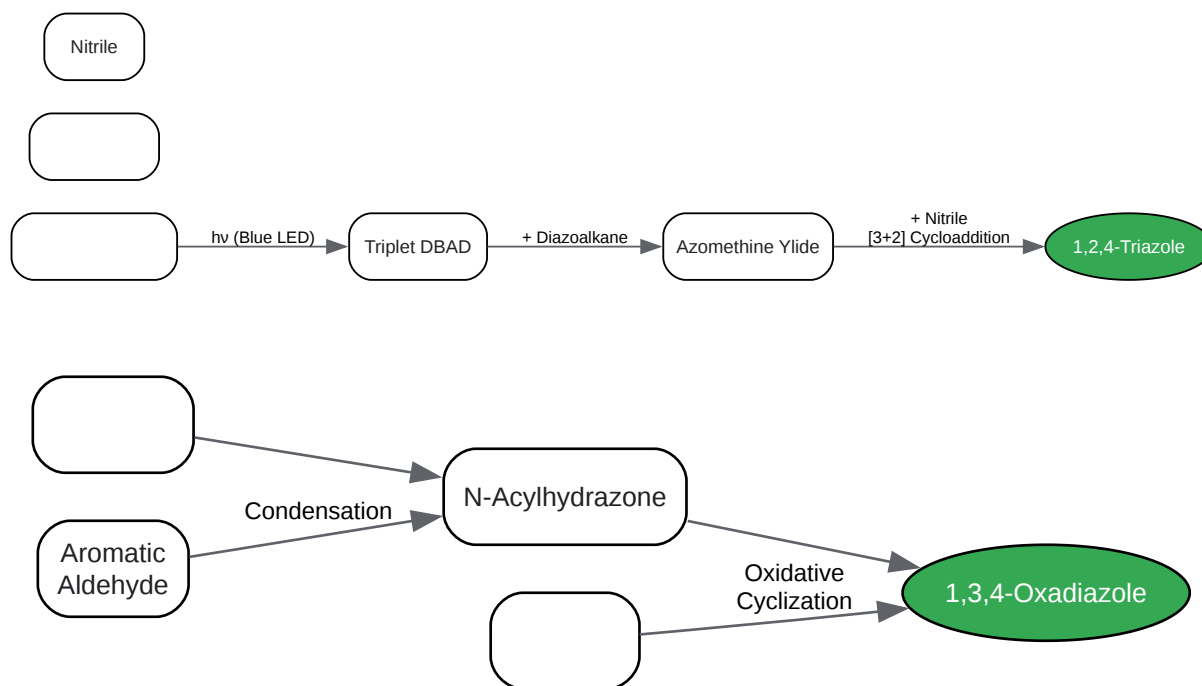 Nitrile
hν (Blue LED)
Triplet DBAD
+ Diazoalkane
Azomethine Ylide
+ Nitrile
[3+2] Cycloaddition
1,2,4-Triazole
Condensation
Aromatic
Aldehyde
N-Acylhydrazone
Oxidative
Cyclization
1,3,4-Oxadiazole